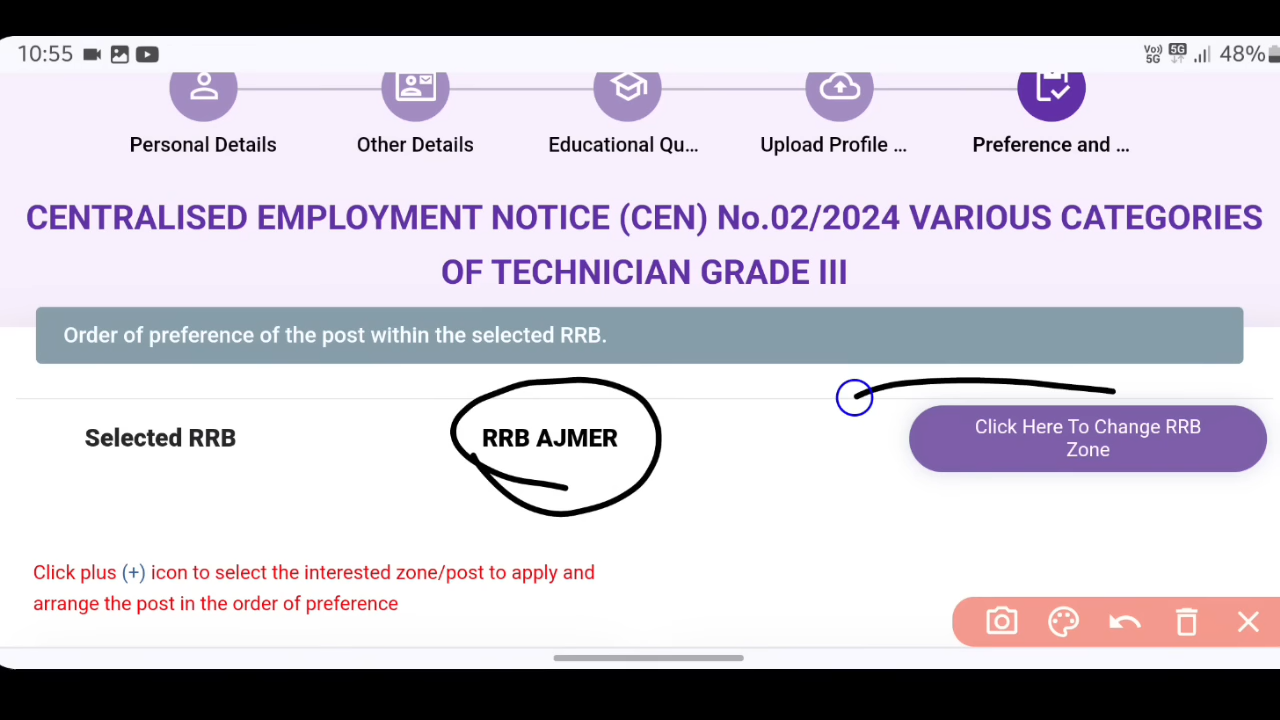 10:55 Vo)) 5G 5G 48%
Personal Details Other Details Educational Qu... Upload Profile ... Preference and ...
CENTRALISED EMPLOYMENT NOTICE (CEN) No.02/2024 VARIOUS CATEGORIES
OF TECHNICIAN GRADE III
Order of preference of the post within the selected RRB.
Selected RRB RRB AJMER Click Here To Change RRB
Zone
Click plus (+) icon to select the interested zone/post to apply and
arrange the post in the order of preference